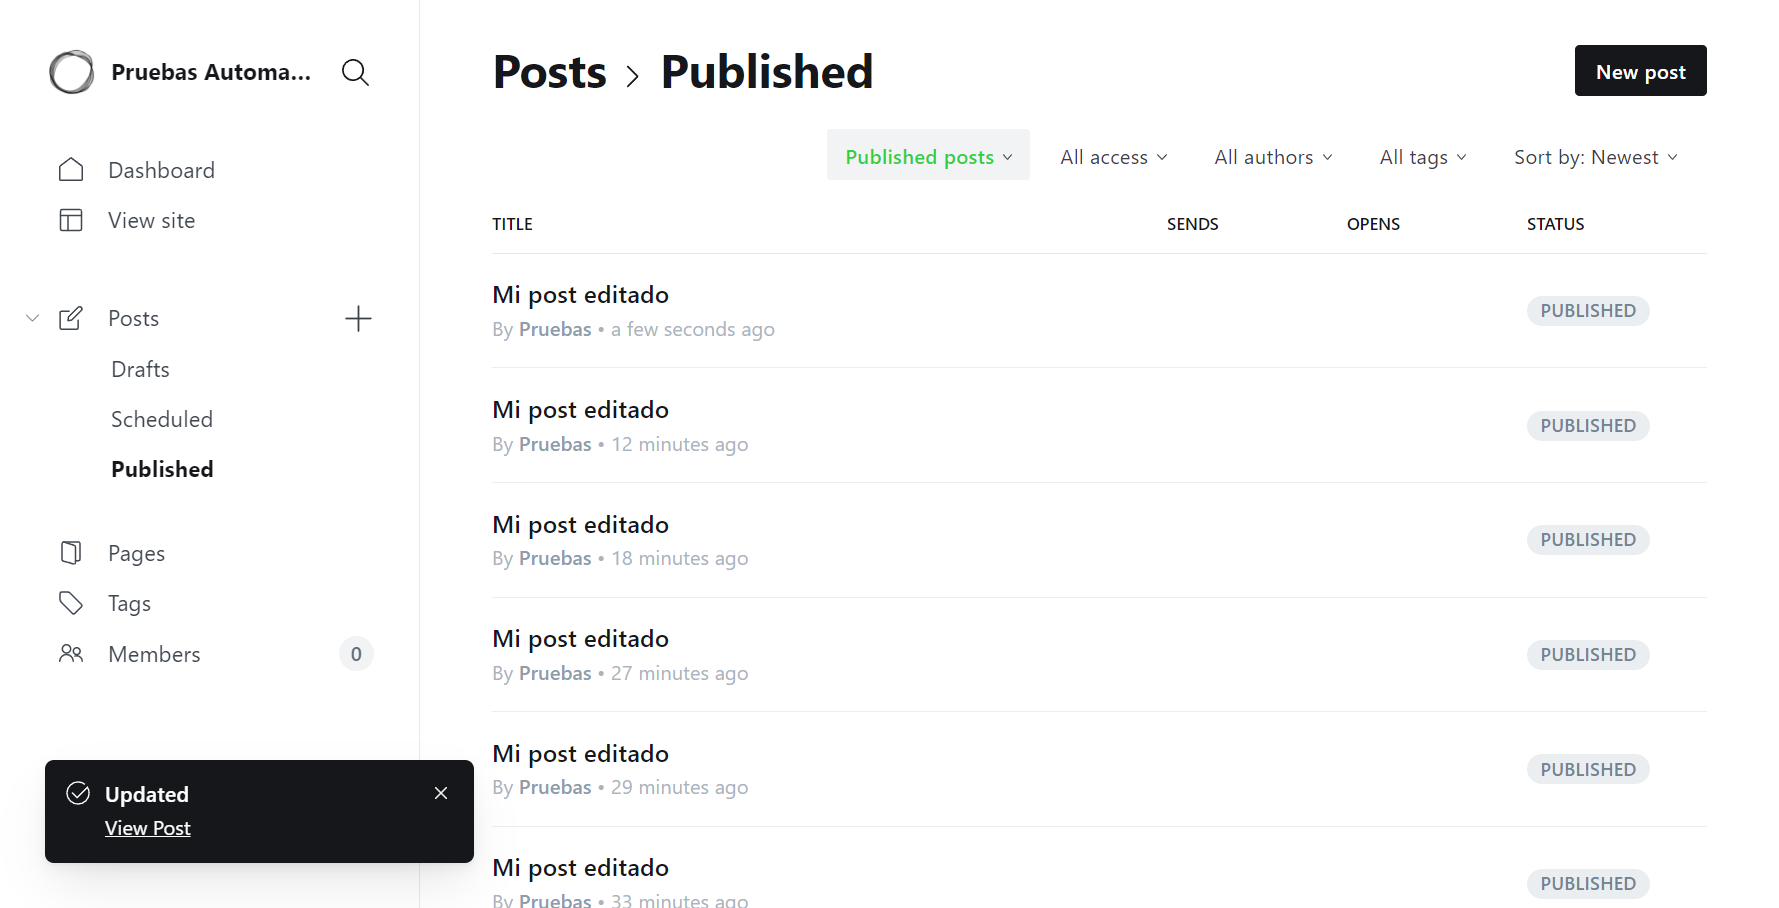 Pruebas Automa...
Dashboard
View site
Posts
Drafts
Scheduled
Published
Pages
Tags
Members 0
Updated
View Post
Posts > Published
New post
Published posts All access All authors All tags Sort by: Newest
TITLE SENDS OPENS STATUS
Mi post editado
By Pruebas • a few seconds ago
PUBLISHED
Mi post editado
By Pruebas • 12 minutes ago
PUBLISHED
Mi post editado
By Pruebas • 18 minutes ago
PUBLISHED
Mi post editado
By Pruebas • 27 minutes ago
PUBLISHED
Mi post editado
By Pruebas • 29 minutes ago
PUBLISHED
Mi post editado
By Pruebas • 33 minutes ago
PUBLISHED